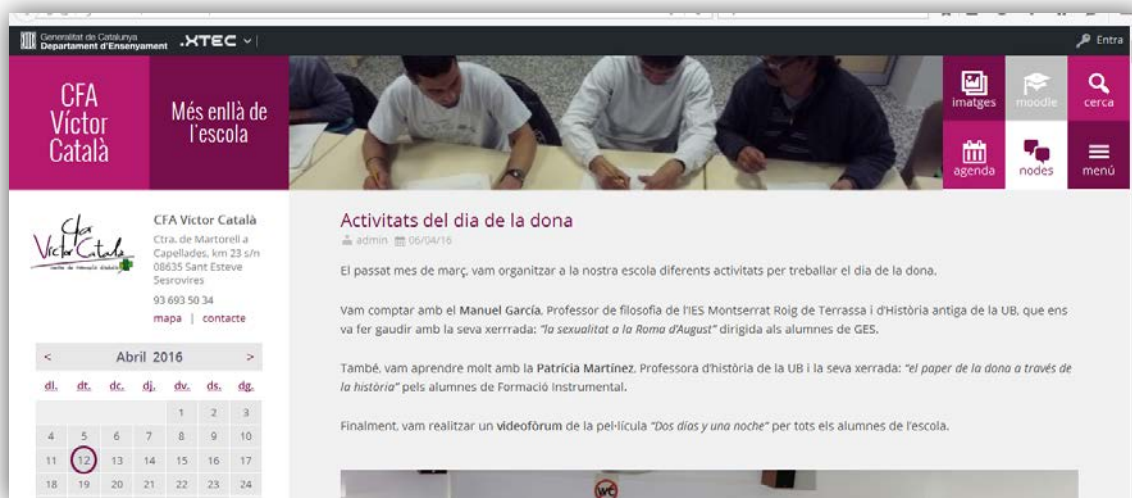 Generalitat de Catalunya
Departament d'Ensenyament
.XTEC
Entra
CFA
Víctor
Català
Més enllà de
l'escola
imatges
moodle
cerca
agenda
nodes
menú
cfa
Víctor Català
CFA Víctor Català
Ctra. de Martorell a
Capellades, km 23 s/n
08635 Sant Esteve
Sesrovires
93 693 50 34
mapa | contacte
< Abril 2016 >
dl. dt. dc. dj. dv. ds. dg.
1 2 3
4 5 6 7 8 9 10
11 12 13 14 15 16 17
18 19 20 21 22 23 24
Activitats del dia de la dona
admin 06/04/16
El passat mes de març, vam organitzar a la nostra escola diferents activitats per treballar el dia de la dona.
Vam comptar amb el Manuel García, Professor de filosofia de l'IES Montserrat Roig de Terrassa i d'Història antiga de la UB, que ens
va fer gaudir amb la seva xerrrada: "la sexualitat a la Roma d'August" dirigida als alumnes de GES.
També, vam aprendre molt amb la Patrícia Martínez, Professora d'història de la UB i la seva xerrada: "el paper de la dona a través de
la història" pels alumnes de Formació Instrumental.
Finalment, vam realitzar un videofòrum de la pel·lícula "Dos días y una noche" per tots els alumnes de l'escola.